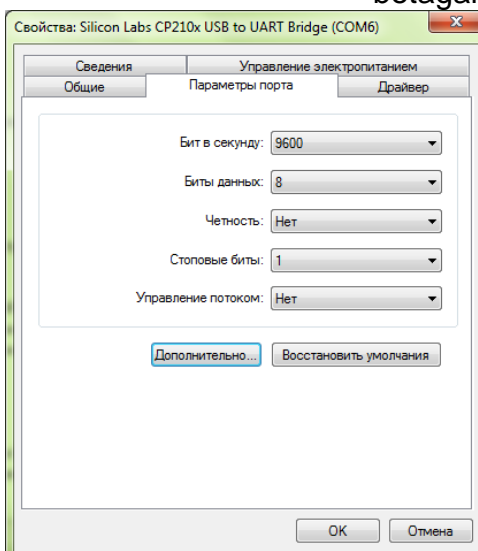 Свойства: Silicon Labs CP210x USB to UART Bridge (COM6)
Сведения
Управление электропитанием
Общие
Параметры порта
Драйвер
Бит в секунду: 9600
Биты данных: 8
Четность: Нет
Стоповые биты: 1
Управление потоком: Нет
Дополнительно...
Восстановить умолчания
OK
Отмена